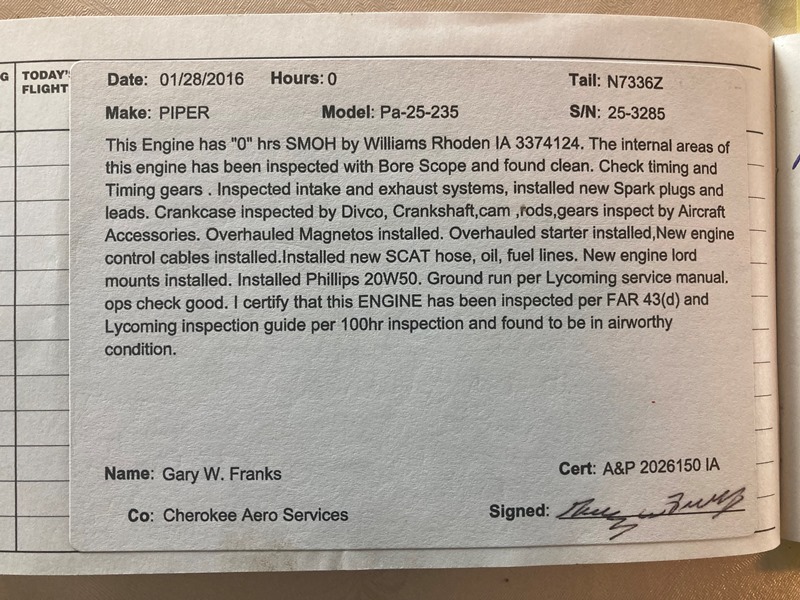 G TODAY'
FLIGHT
Date: 01/28/2016 Hours: 0 Tail: N7336Z
Make: PIPER Model: Pa-25-235 S/N: 25-3285
This Engine has "0" hrs SMOH by Williams Rhoden IA 3374124. The internal areas of
this engine has been inspected with Bore Scope and found clean. Check timing and
Timing gears . Inspected intake and exhaust systems, installed new Spark plugs and
leads. Crankcase inspected by Divco, Crankshaft,cam ,rods,gears inspect by Aircraft
Accessories. Overhauled Magnetos installed. Overhauled starter installed,New engine
control cables installed.Installed new SCAT hose, oil, fuel lines. New engine lord
mounts installed. Installed Phillips 20W50. Ground run per Lycoming service manual.
ops check good. I certify that this ENGINE has been inspected per FAR 43(d) and
Lycoming inspection guide per 100hr inspection and found to be in airworthy
condition.
Name: Gary W. Franks Cert: A&P 2026150 IA
Co: Cherokee Aero Services Signed: